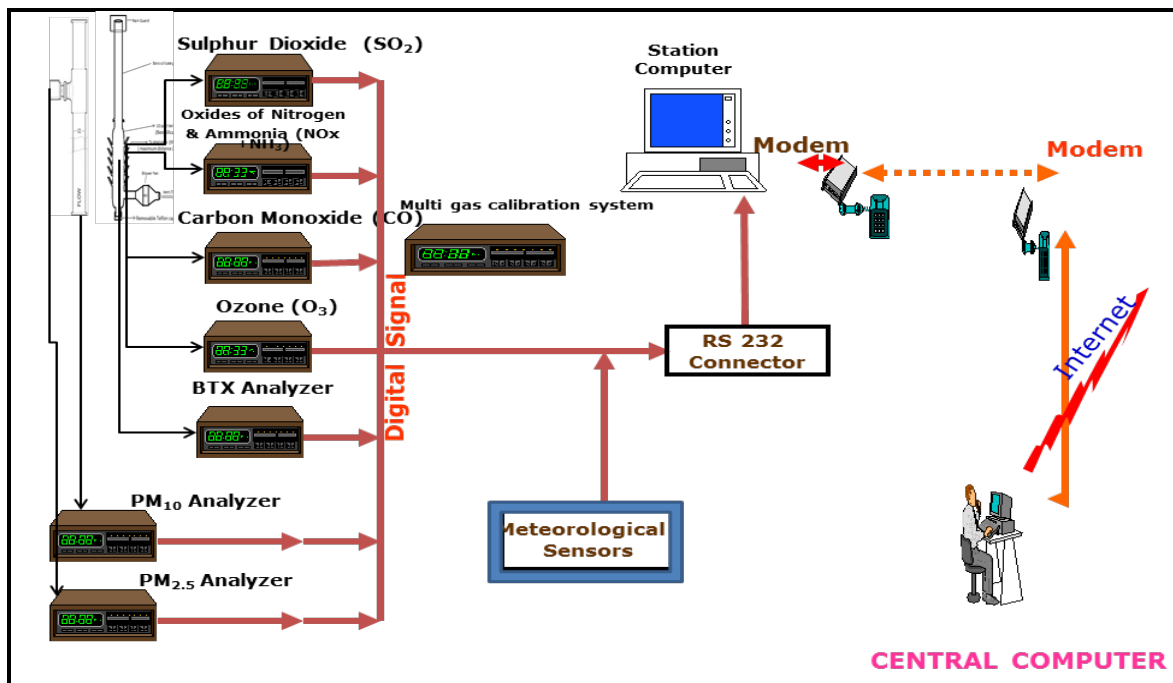 Sulphur Dioxide (SO₂)
Oxides of Nitrogen
& Ammonia (NOx
+NH₃)
Carbon Monoxide (CO)
Multi gas calibration system
Ozone (O₃)
BTX Analyzer
PM₁₀ Analyzer
PM₂.₅ Analyzer
Digital Signal
FLOW
Station
Computer
Modem
Modem
RS 232
Connector
Meteorological
Sensors
Internet
CENTRAL COMPUTER